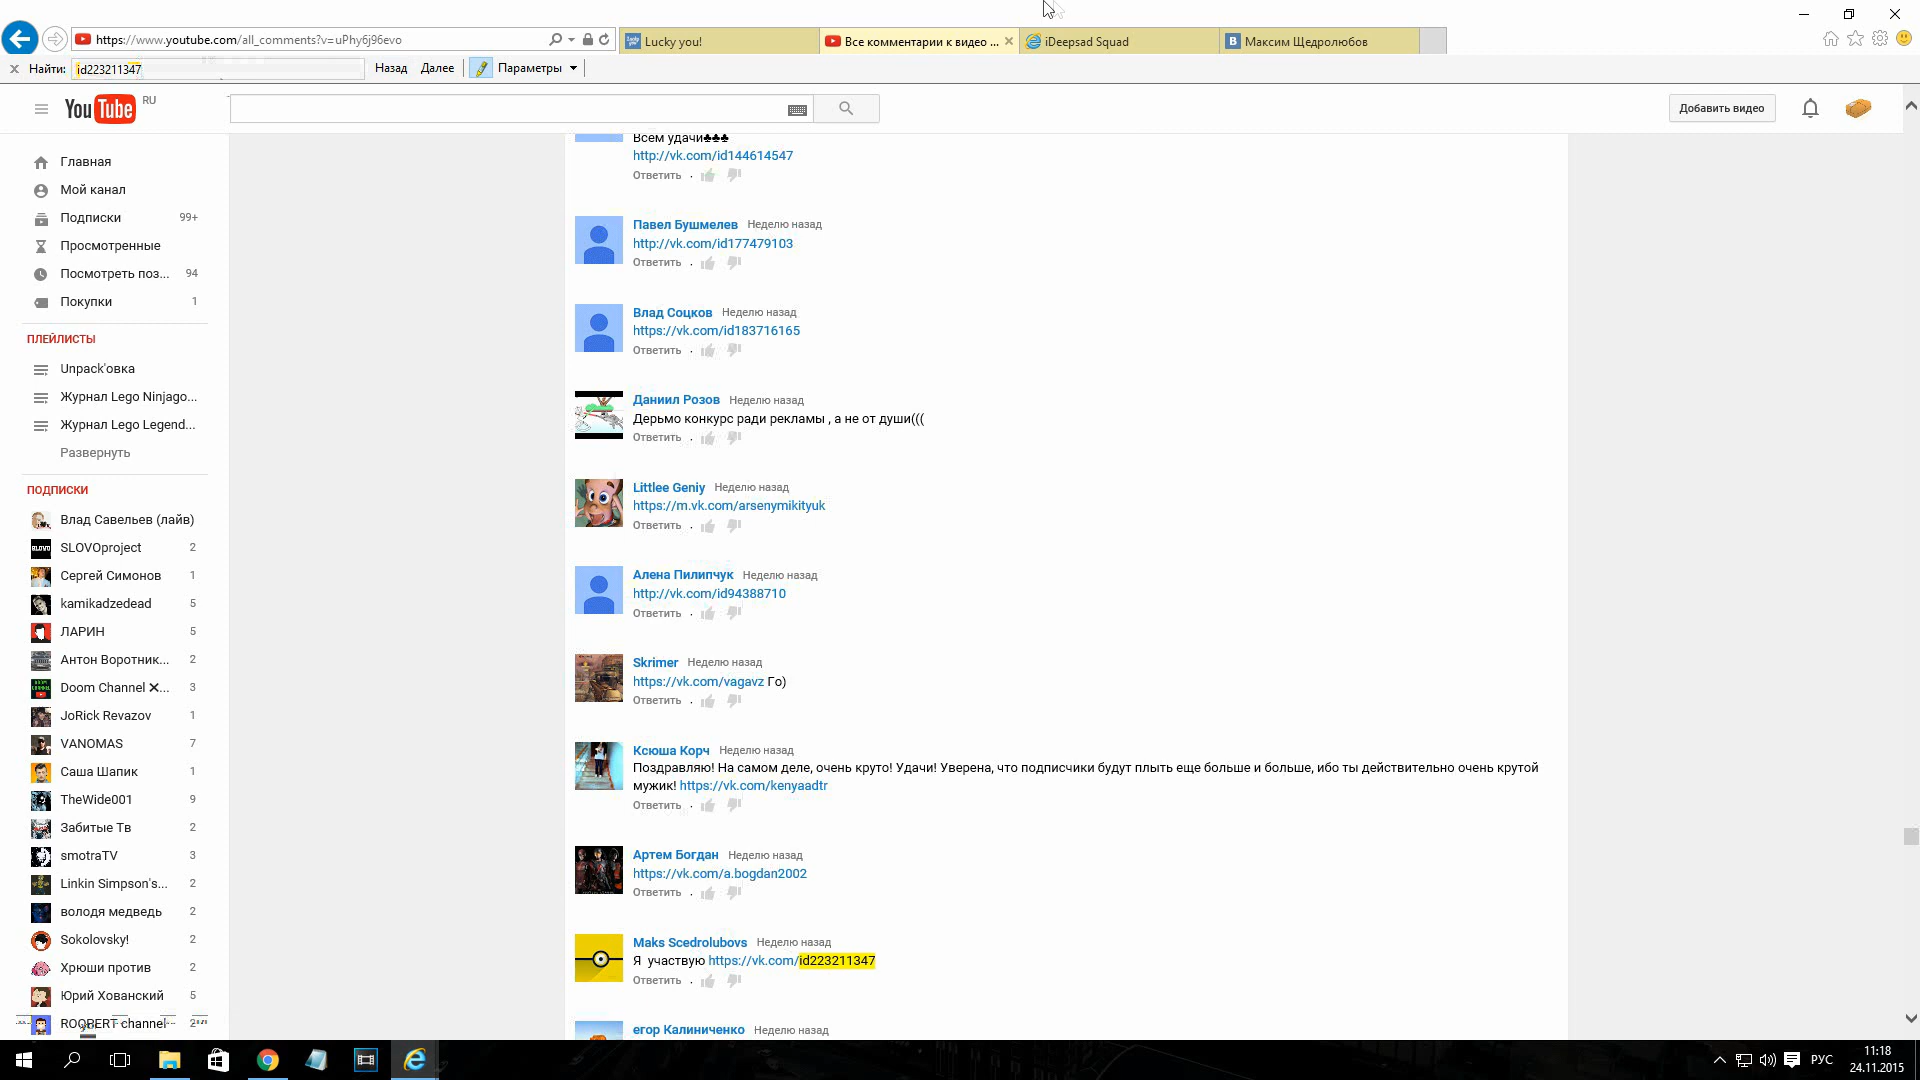 https://www.youtube.com/all_comments?v=uPhy6j96evo
Lucky you!
Все комментарии к видео ...
iDeepsad Squad
Максим Щедролюбов
Найти: id223211347
Назад
Далее
Параметры
YouTube RU
Добавить видео
Главная
Мой канал
Подписки 99+
Просмотренные
Посмотреть поз... 94
Покупки 1
ПЛЕЙЛИСТЫ
Unpack'овка
Журнал Lego Ninjago...
Журнал Lego Legend...
Развернуть
ПОДПИСКИ
Влад Савельев (лайв)
SLOVOproject 2
Сергей Симонов 1
kamikadzedead 5
ЛАРИН 5
Антон Воротник... 2
Doom Channel ✕... 3
JoRick Revazov 1
VANOMAS 7
Саша Шапик 1
TheWide001 9
Забитые Тв 2
smotraTV 3
Linkin Simpson's... 2
володя медведь 2
Sokolovsky! 2
Хрюши против 2
Юрий Хованский 5
channel
Всем удачи♣♣♣
http://vk.com/id144614547
Ответить
Павел Бушмелев Неделю назад
http://vk.com/id177479103
Ответить
Влад Соцков Неделю назад
https://vk.com/id183716165
Ответить
Даниил Розов Неделю назад
Дерьмо конкурс ради рекламы , а не от души(((
Ответить
Littlee Geniy Неделю назад
https://m.vk.com/arsenymikityuk
Ответить
Алена Пилипчук Неделю назад
http://vk.com/id94388710
Ответить
Skrimer Неделю назад
https://vk.com/vagavz Го)
Ответить
Ксюша Корч Неделю назад
Поздравляю! На самом деле, очень круто! Удачи! Уверена, что подписчики будут плыть еще больше и больше, ибо ты действительно очень крутой
мужик! https://vk.com/kenyaadtr
Ответить
Артем Богдан Неделю назад
https://vk.com/a.bogdan2002
Ответить
Maks Scedrolubovs Неделю назад
Я участвую https://vk.com/id223211347
Ответить
егор Калиниченко Неделю назад
РУС
11:18
24.11.2015